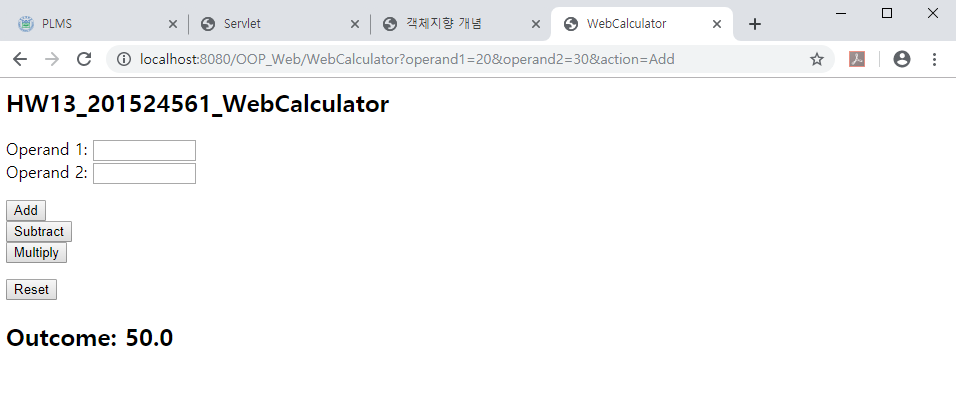 PLMS
Servlet
객체지향 개념
WebCalculator
localhost:8080/OOP_Web/WebCalculator?operand1=20&operand2=30&action=Add
HW13_201524561_WebCalculator
Operand 1:
Operand 2:
Add
Subtract
Multiply
Reset
Outcome: 50.0